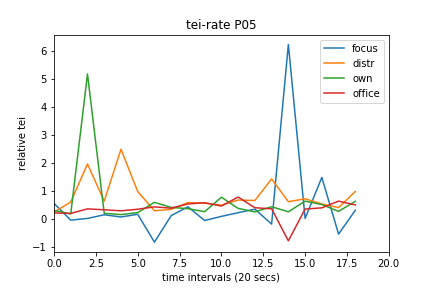 tei-rate P05
relative tei
6
5
4
3
2
1
0
−1
0.0 2.5 5.0 7.5 10.0 12.5 15.0 17.5 20.0
time intervals (20 secs)
focus
distr
own
office